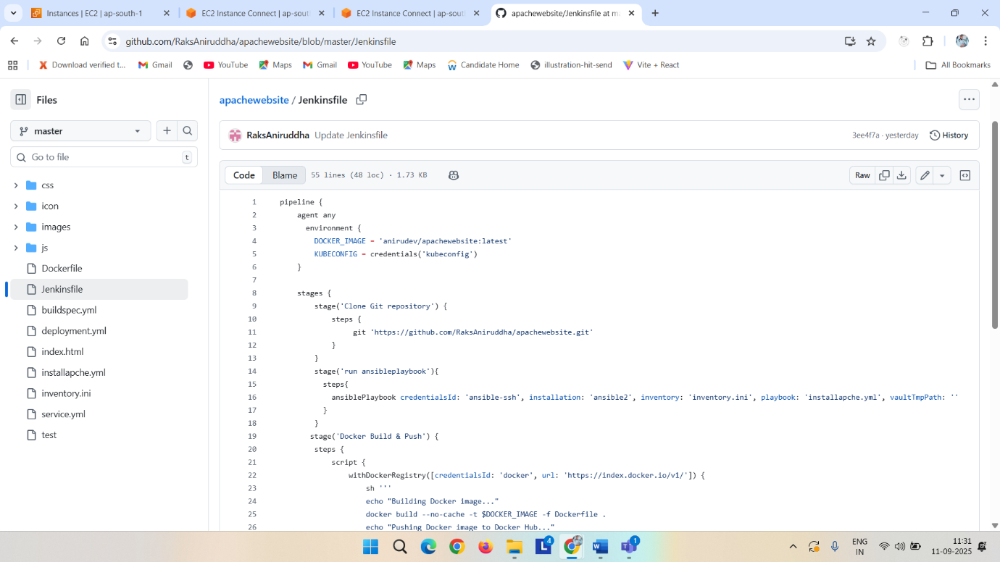 Instances | EC2 | ap-south-1
EC2 Instance Connect | ap-sout
EC2 Instance Connect | ap-sout
apachewebsite/Jenkinsfile at ma
github.com/RaksAniruddha/apachewebsite/blob/master/Jenkinsfile
Download verified t...
Gmail
YouTube
Maps
Gmail
YouTube
Maps
Candidate Home
illustration-hit-send
Vite + React
All Bookmarks
Files
master
Go to file
t
css
icon
images
js
Dockerfile
Jenkinsfile
buildspec.yml
deployment.yml
index.html
installapche.yml
inventory.ini
service.yml
test
apachewebsite / Jenkinsfile
RaksAniruddha Update Jenkinsfile
3ee4f7a · yesterday
History
Code
Blame
55 lines (48 loc) · 1.73 KB
Raw
1 pipeline {
2 agent any
3 environment {
4 DOCKER_IMAGE = 'anirudev/apachewebsite:latest'
5 KUBECONFIG = credentials('kubeconfig')
6 }
7
8 stages {
9 stage('Clone Git repository') {
10 steps {
11 git 'https://github.com/RaksAniruddha/apachewebsite.git'
12 }
13 }
14 stage('run ansibleplaybook'){
15 steps{
16 ansiblePlaybook credentialsId: 'ansible-ssh', installation: 'ansible2', inventory: 'inventory.ini', playbook: 'installapche.yml', vaultTmpPath: ''
17 }
18 }
19 stage('Docker Build & Push') {
20 steps {
21 script {
22 withDockerRegistry([credentialsId: 'docker', url: 'https://index.docker.io/v1/']) {
23 sh '''
24 echo "Building Docker image..."
25 docker build --no-cache -t $DOCKER_IMAGE -f Dockerfile .
26 echo "Pushing Docker image to Docker Hub..."
L
4
W
T
1
ENG
IN
11:31
11-09-2025